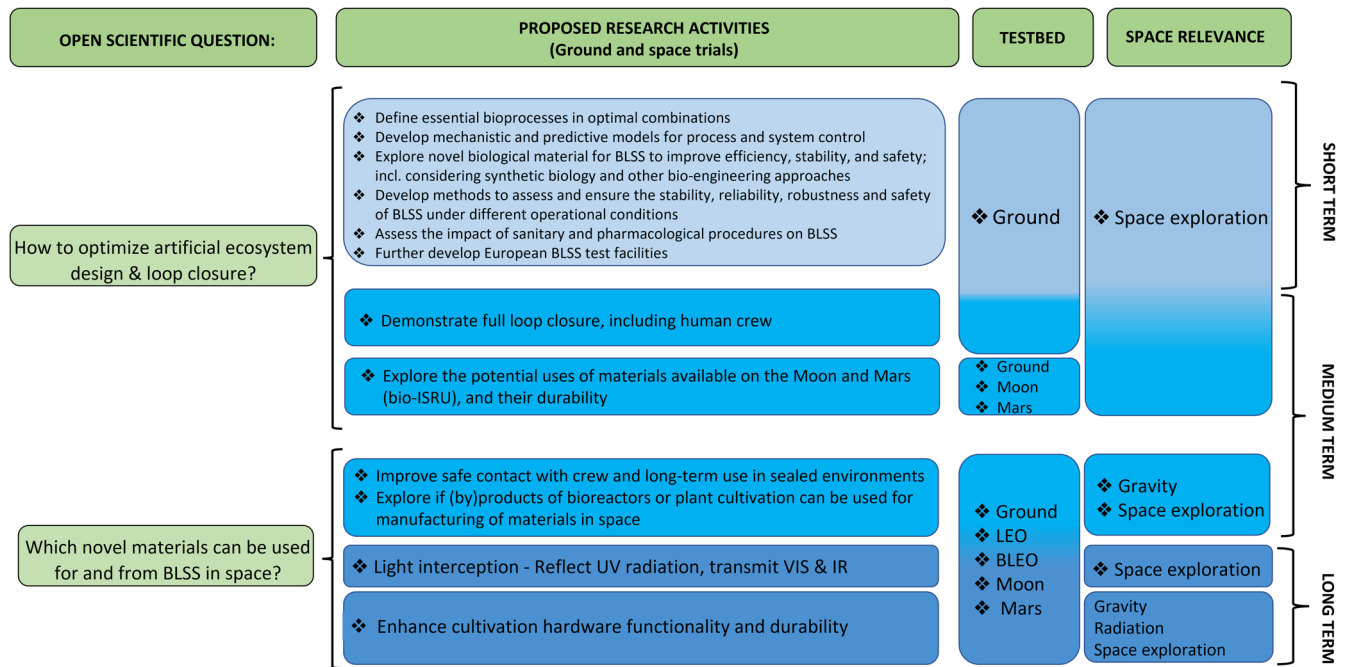 OPEN SCIENTIFIC QUESTION:
PROPOSED RESEARCH ACTIVITIES
(Ground and space trials)
TESTBED
SPACE RELEVANCE
How to optimize artificial ecosystem
design & loop closure?
❖ Define essential bioprocesses in optimal combinations
❖ Develop mechanistic and predictive models for process and system control
❖ Explore novel biological material for BLSS to improve efficiency, stability, and safety;
incl. considering synthetic biology and other bio-engineering approaches
❖ Develop methods to assess and ensure the stability, reliability, robustness and safety
of BLSS under different operational conditions
❖ Assess the impact of sanitary and pharmacological procedures on BLSS
❖ Further develop European BLSS test facilities
❖ Ground
❖ Space exploration
SHORT TERM
❖ Demonstrate full loop closure, including human crew
❖ Explore the potential uses of materials available on the Moon and Mars
(bio-ISRU), and their durability
❖ Ground
❖ Moon
❖ Mars
MEDIUM TERM
Which novel materials can be used
for and from BLSS in space?
❖ Improve safe contact with crew and long-term use in sealed environments
❖ Explore if (by)products of bioreactors or plant cultivation can be used for
manufacturing of materials in space
❖ Light interception - Reflect UV radiation, transmit VIS & IR
❖ Enhance cultivation hardware functionality and durability
❖ Ground
❖ LEO
❖ BLEO
❖ Moon
❖ Mars
❖ Gravity
❖ Space exploration
❖ Space exploration
Gravity
Radiation
Space exploration
LONG TERM